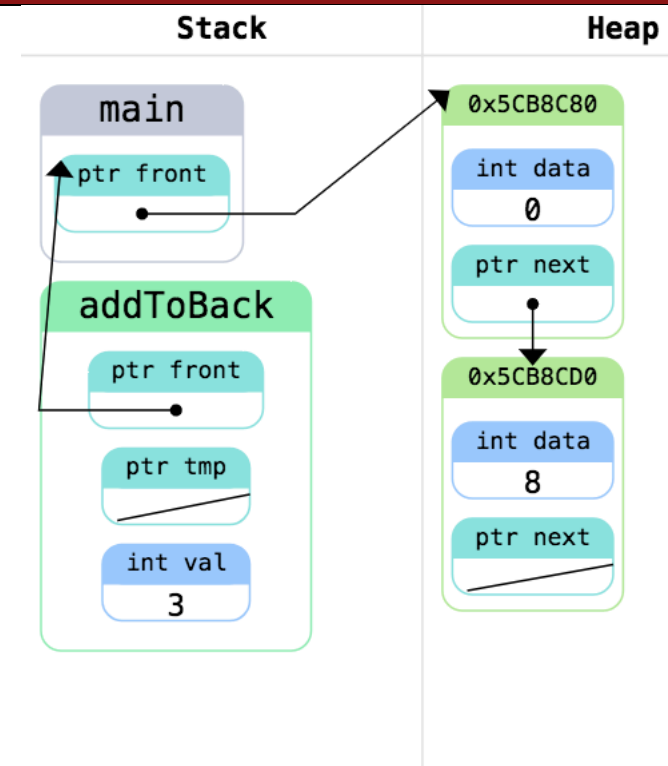 Stack
Heap
main
ptr front
addToBack
ptr front
ptr tmp
int val
3
0x5CB8C80
int data
0
ptr next
0x5CB8CD0
int data
8
ptr next